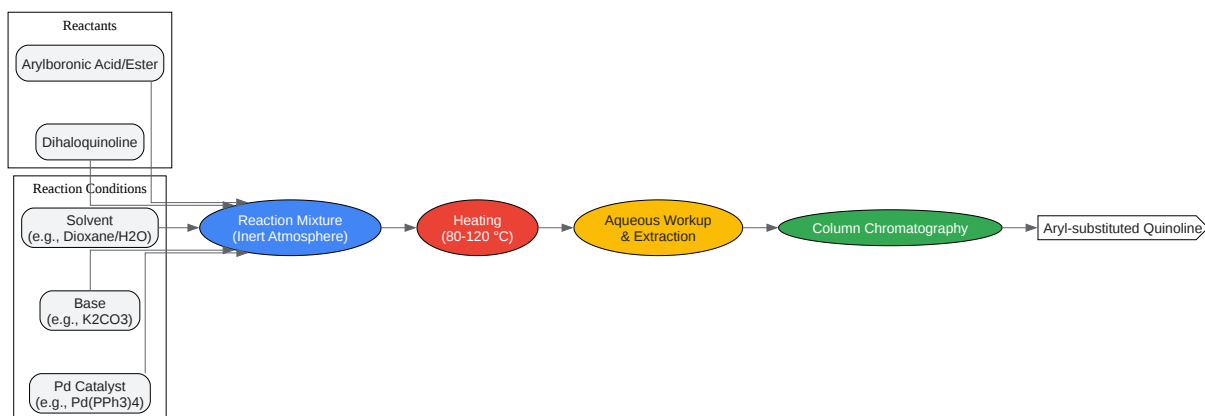 Reactants
Arylboronic Acid/Ester
Dihaloquinoline
Reaction Conditions
Solvent
(e.g., Dioxane/H2O)
Base
(e.g., K2CO3)
Pd Catalyst
(e.g., Pd(PPh3)4)
Reaction Mixture
(Inert Atmosphere)
Heating
(80-120 °C)
Aqueous Workup
& Extraction
Column Chromatography
Aryl-substituted Quinoline